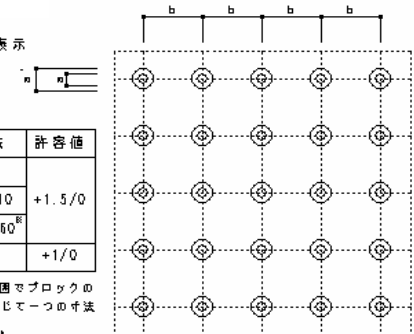 b b b b
表示
許容値
10 +1.5/0
60※
+1/0
囲でブロックの
じて一つの寸法